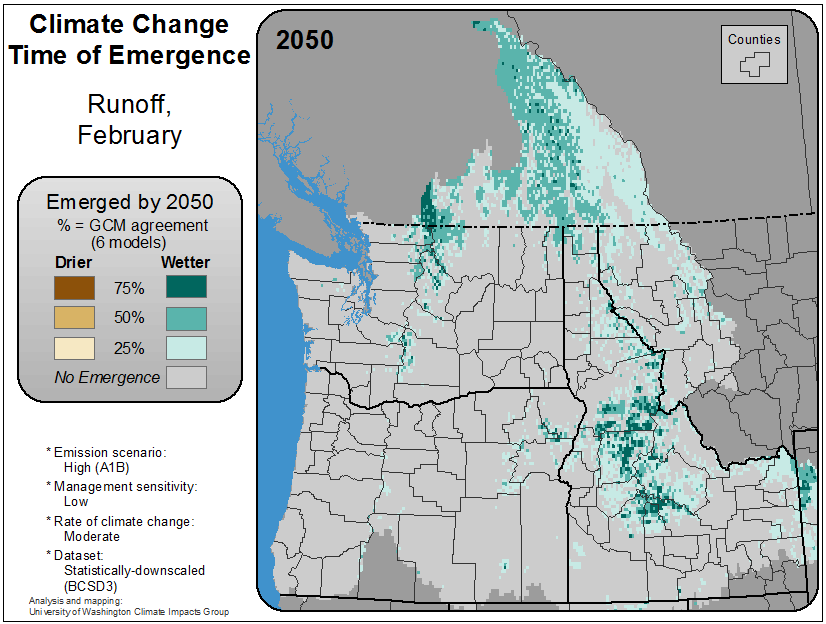 Climate Change
Time of Emergence
Runoff,
February
Emerged by 2050
% = GCM agreement
(6 models)
Drier Wetter
75%
50%
25%
No Emergence
* Emission scenario:
High (A1B)
* Management sensitivity:
Low
* Rate of climate change:
Moderate
* Dataset:
Statistically-downscaled
(BCSD3)
Analysis and mapping:
University of Washington Climate Impacts Group
2050
Counties